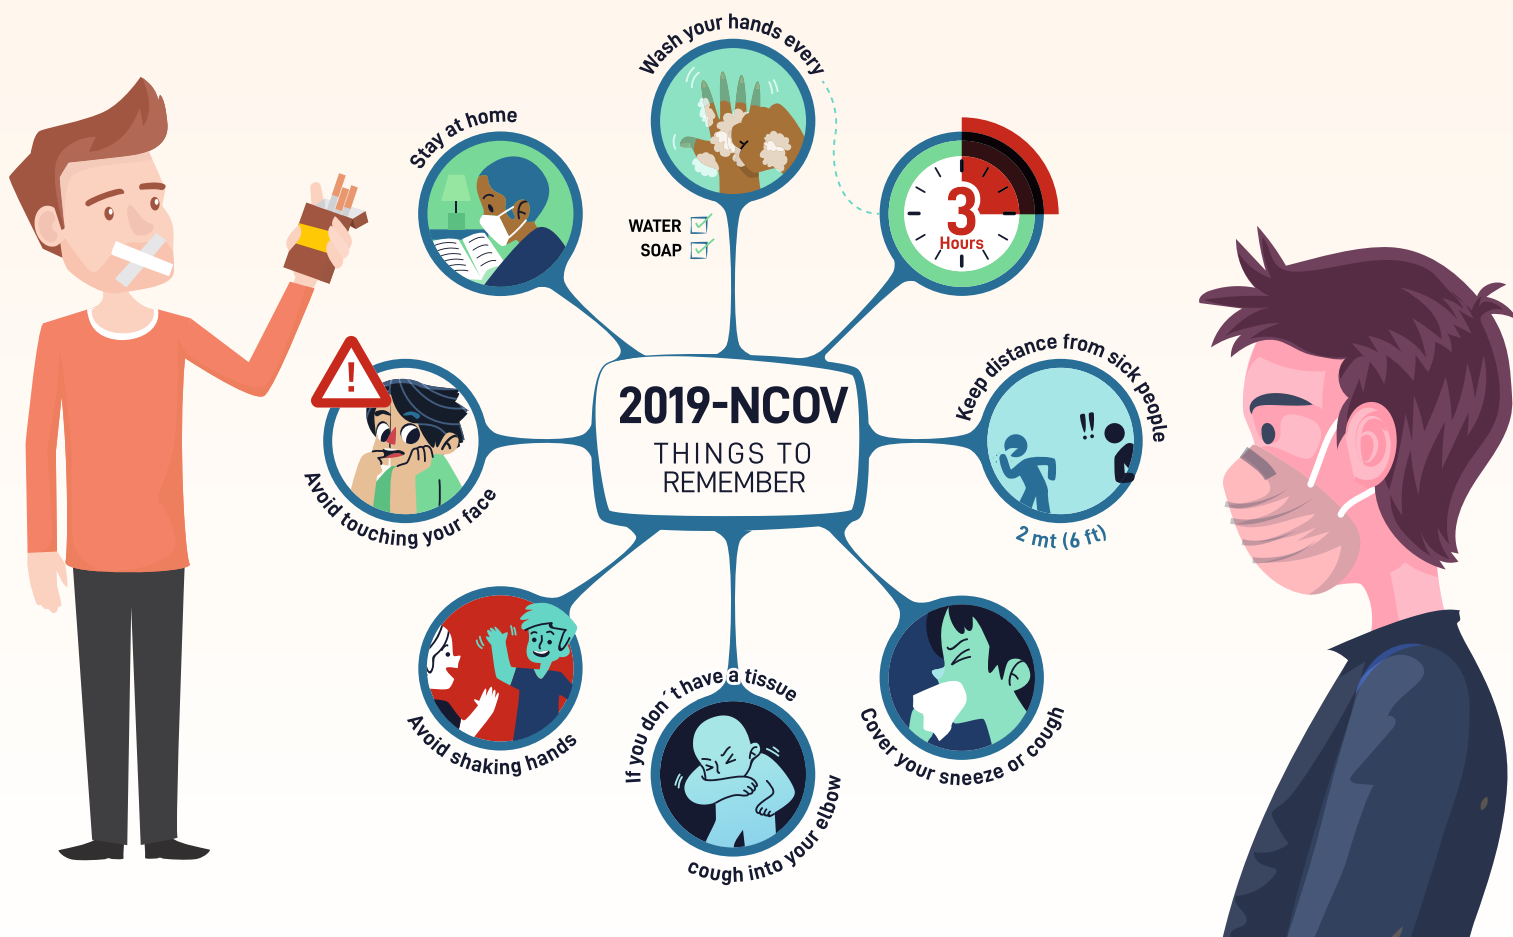 Wash your hands every
3
Hours
WATER
SOAP
Stay at home
2019-NCOV
THINGS TO
REMEMBER
Keep distance from sick people
!!
2 mt (6 ft)
!
Avoid touching your face
Avoid shaking hands
If you don´t have a tissue
cough into your elbow
Cover your sneeze or cough